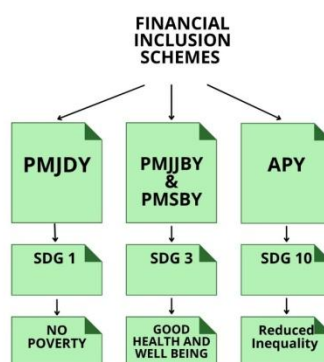 FINANCIAL
INCLUSION
SCHEMES
PMJDY
PMJJBY
&
PMSBY
APY
SDG 1
SDG 3
SDG 10
NO
POVERTY
GOOD
HEALTH AND
WELL BEING
Reduced
Inequality